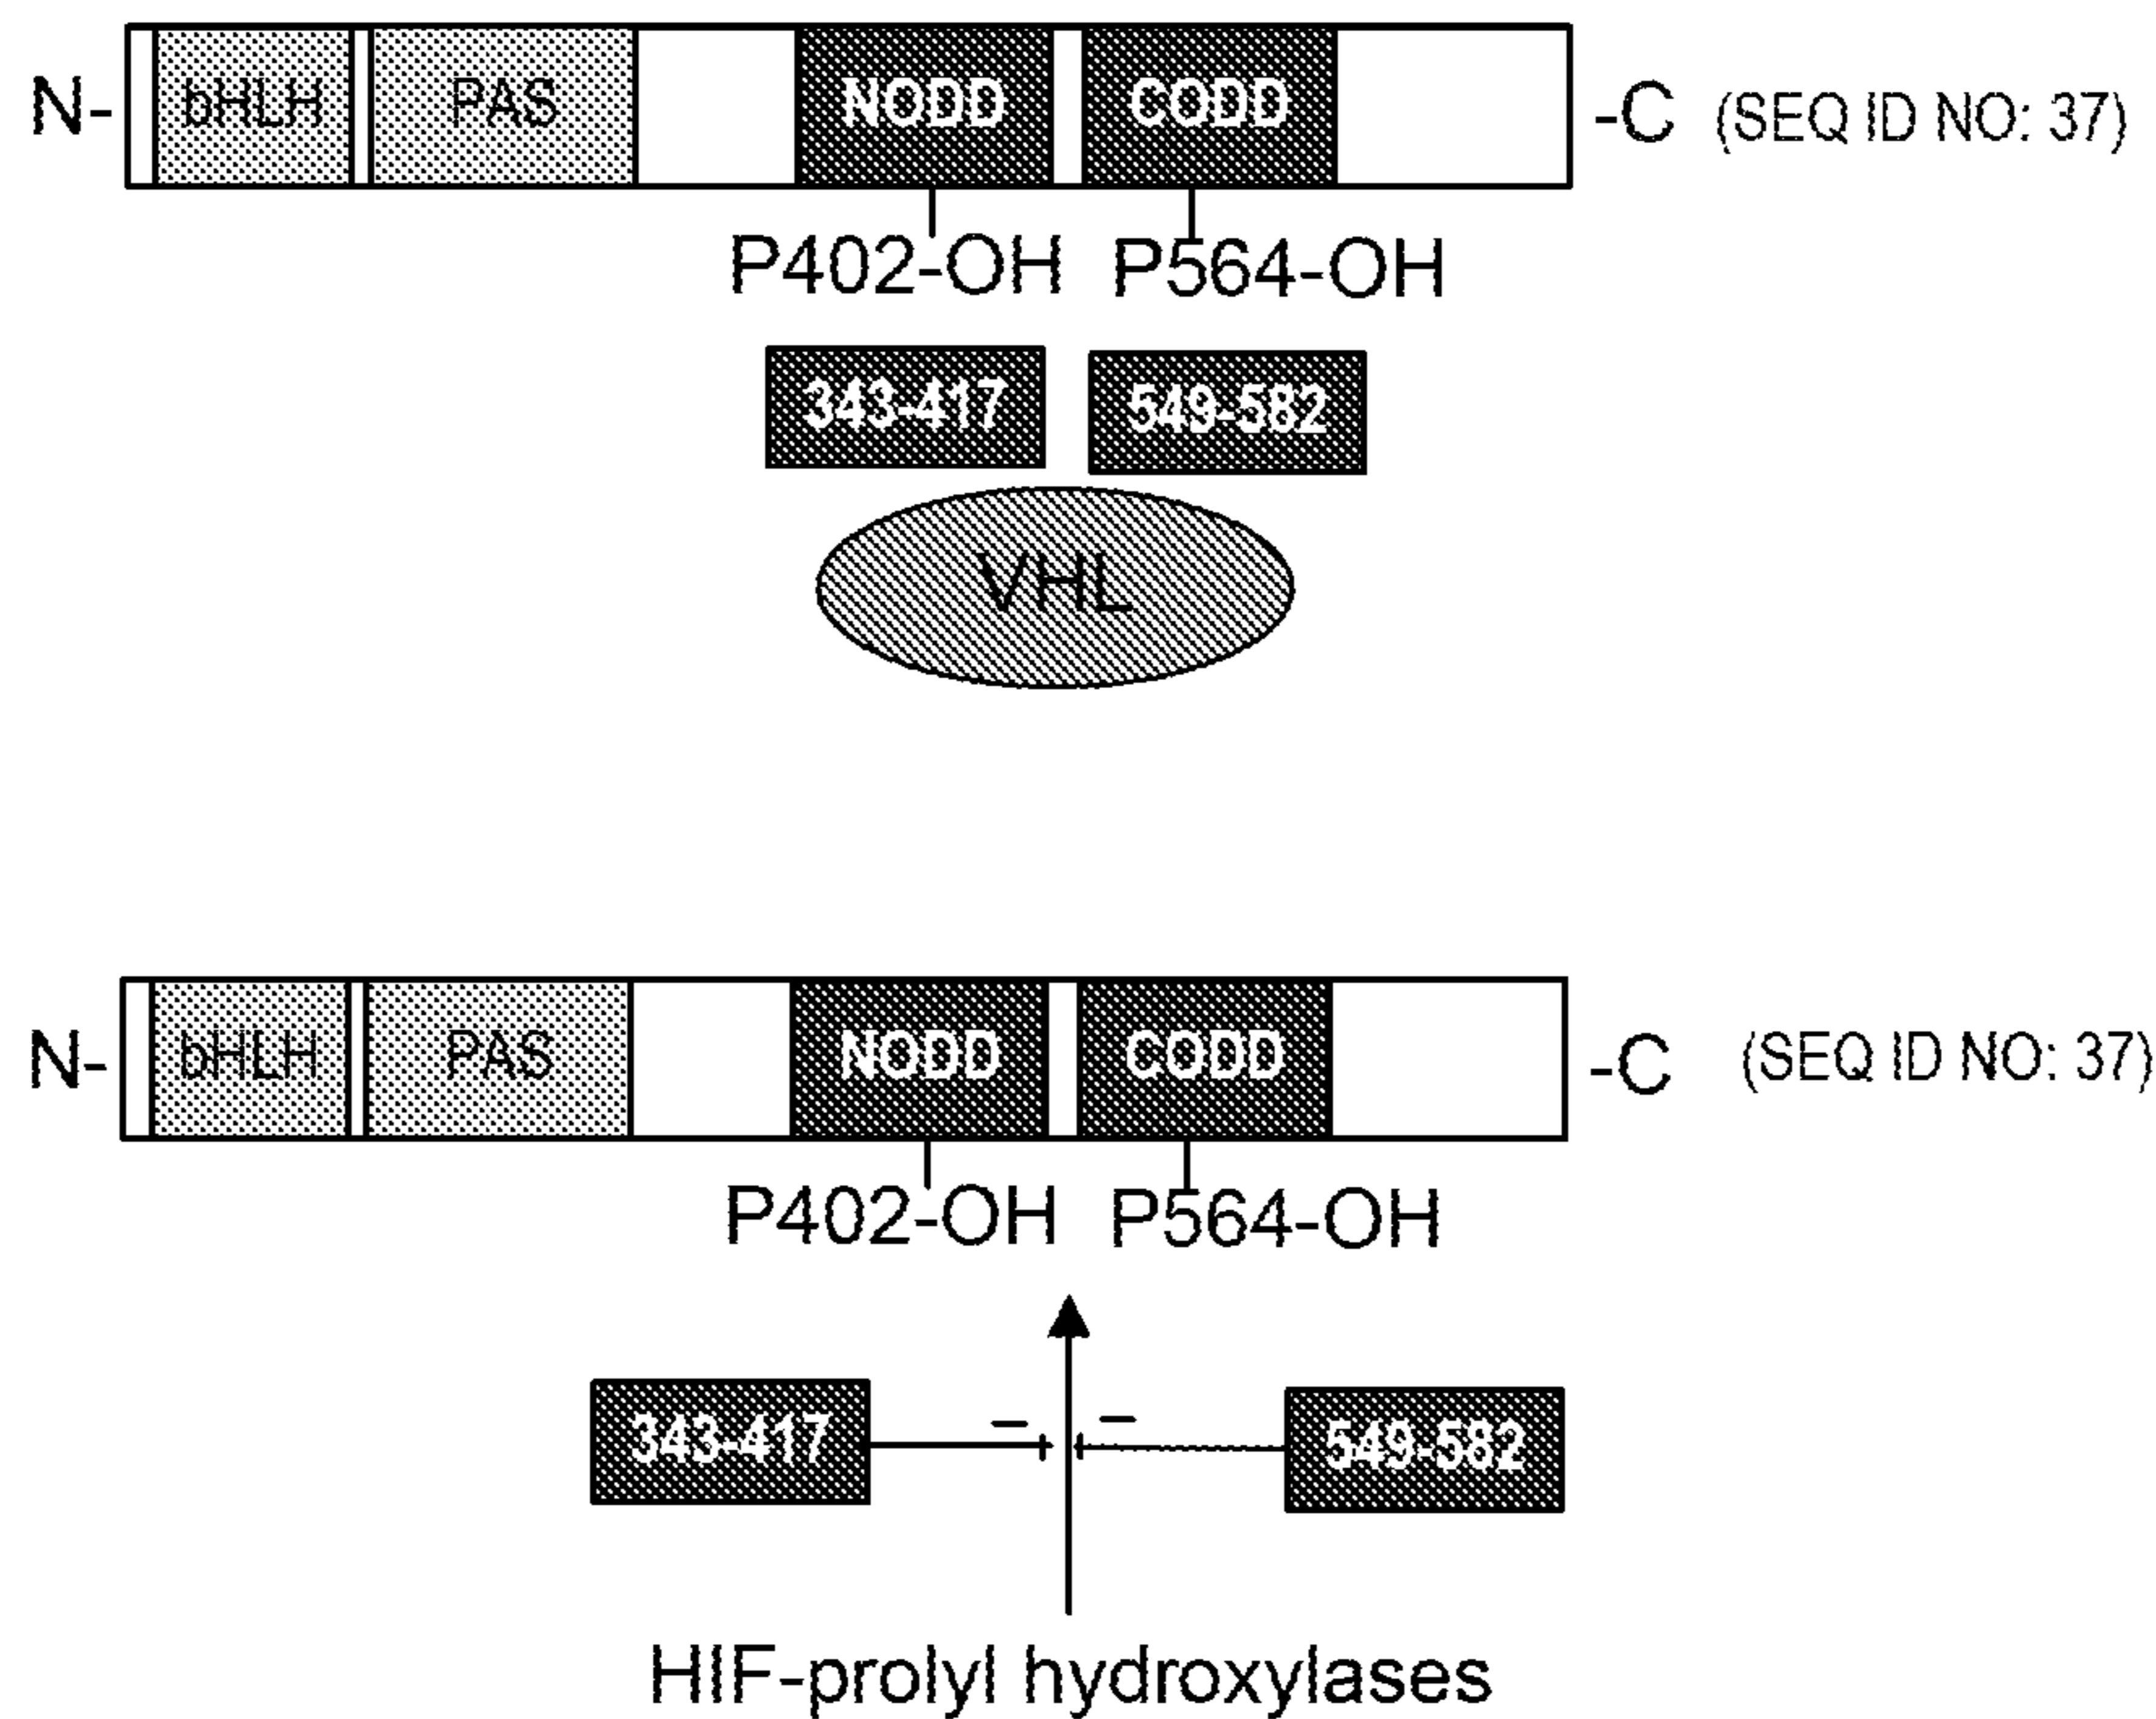 N- bHLH PAS NODD CODD -C (SEQ ID NO: 37)
P402-OH P564-OH
343-417 549-582
VHL
N- bHLH PAS NODD CODD -C (SEQ ID NO: 37)
P402-OH P564-OH
343-417 – – 549-582
HIF-prolyl hydroxylases